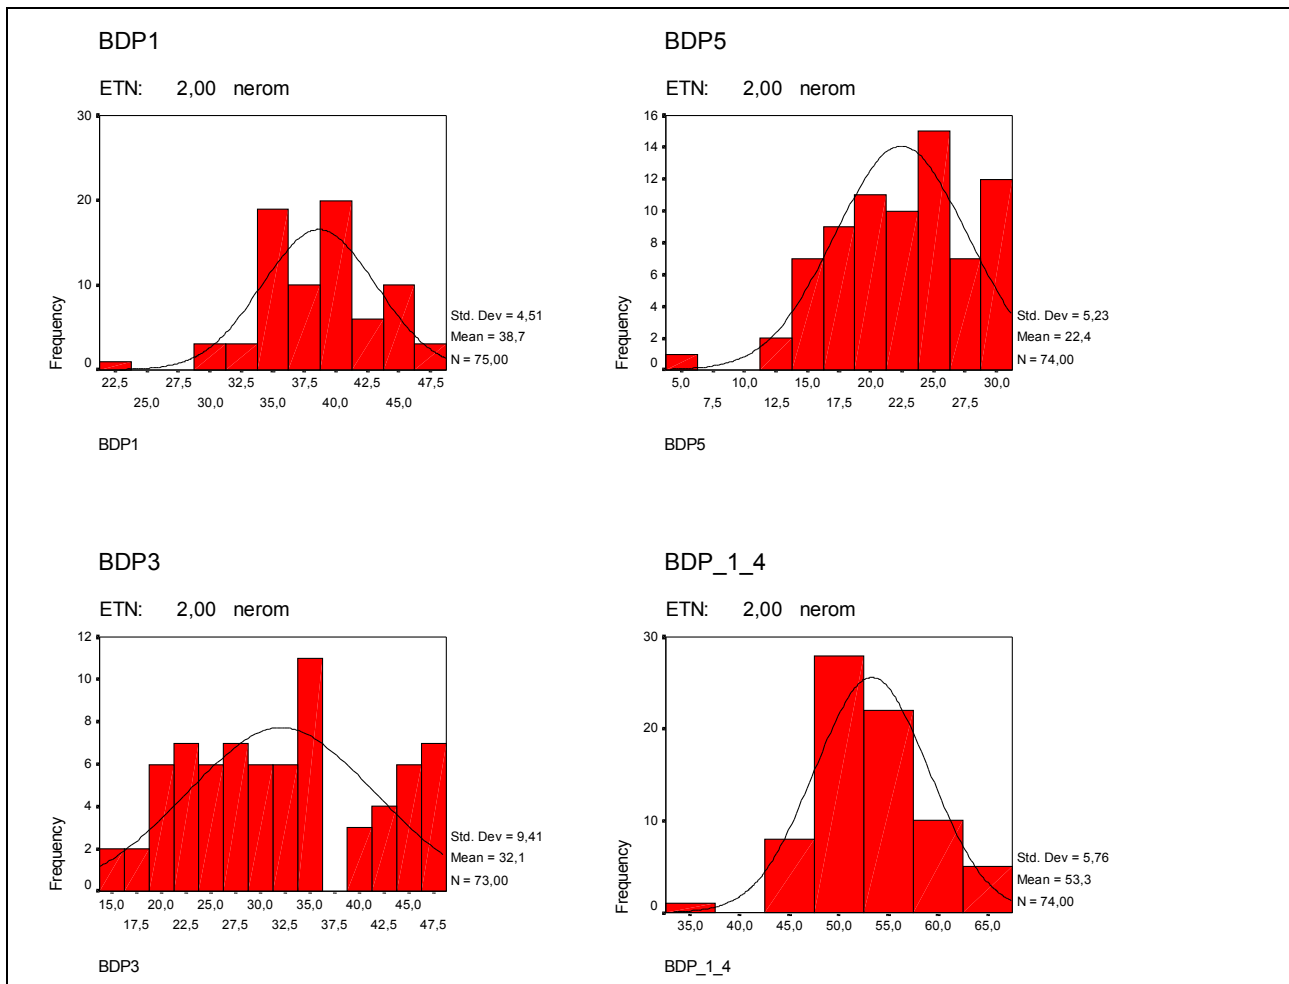 BDP1
ETN: 2,00 nerom
30
20
10
0
Frequency
22,5 27,5 32,5 37,5 42,5 47,5
25,0 30,0 35,0 40,0 45,0
Std. Dev = 4,51
Mean = 38,7
N = 75,00
BDP1
BDP5
ETN: 2,00 nerom
16
14
12
10
8
6
4
2
0
Frequency
5,0 10,0 15,0 20,0 25,0 30,0
7,5 12,5 17,5 22,5 27,5
Std. Dev = 5,23
Mean = 22,4
N = 74,00
BDP5
BDP3
ETN: 2,00 nerom
12
10
8
6
4
2
0
Frequency
15,0 20,0 25,0 30,0 35,0 40,0 45,0
17,5 22,5 27,5 32,5 37,5 42,5 47,5
Std. Dev = 9,41
Mean = 32,1
N = 73,00
BDP3
BDP_1_4
ETN: 2,00 nerom
30
20
10
0
Frequency
35,0 40,0 45,0 50,0 55,0 60,0 65,0
Std. Dev = 5,76
Mean = 53,3
N = 74,00
BDP_1_4